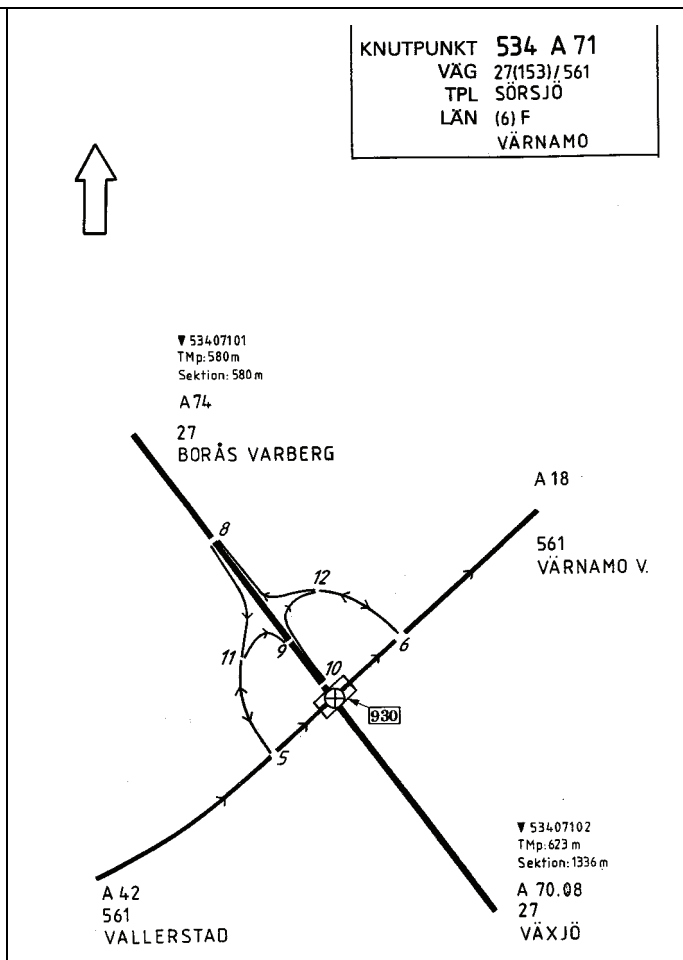 KNUTPUNKT 534 A 71
VÄG 27(153)/561
TPL SÖRSJÖ
LÄN (6) F
VÄRNAMO
▼ 53407101
TMp: 580 m
Sektion: 580 m
A 74
27
BORÅS VARBERG
A 18
561
VÄRNAMO V.
8
12
6
9
11
10
930
5
▼ 53407102
TMp: 623 m
Sektion: 1336 m
A 70.08
27
VÄXJÖ
A 42
561
VALLERSTAD